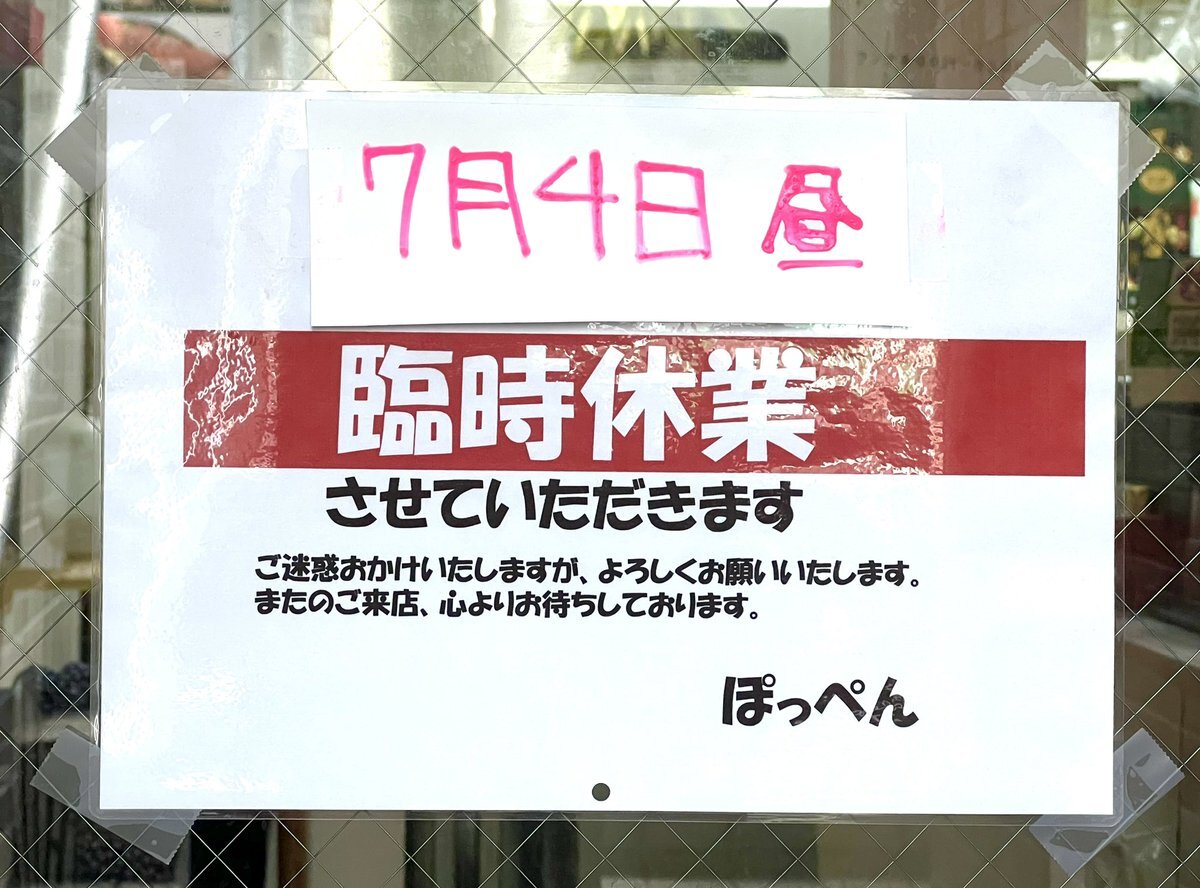 7月4日 昼
臨時休業
させていただきます
ご迷惑おかけいたしますが、よろしくお願いいたします。
またのご来店、心よりお待ちしております。
ぽっぺん